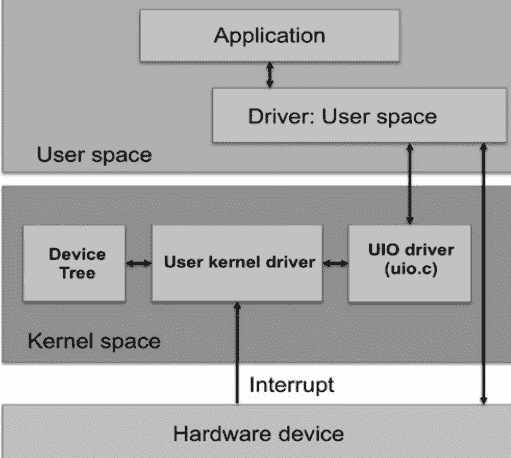 Application
Driver: User space
User space
Device
Tree
User kernel driver
UIO driver
(uio.c)
Kernel space
Interrupt
Hardware device